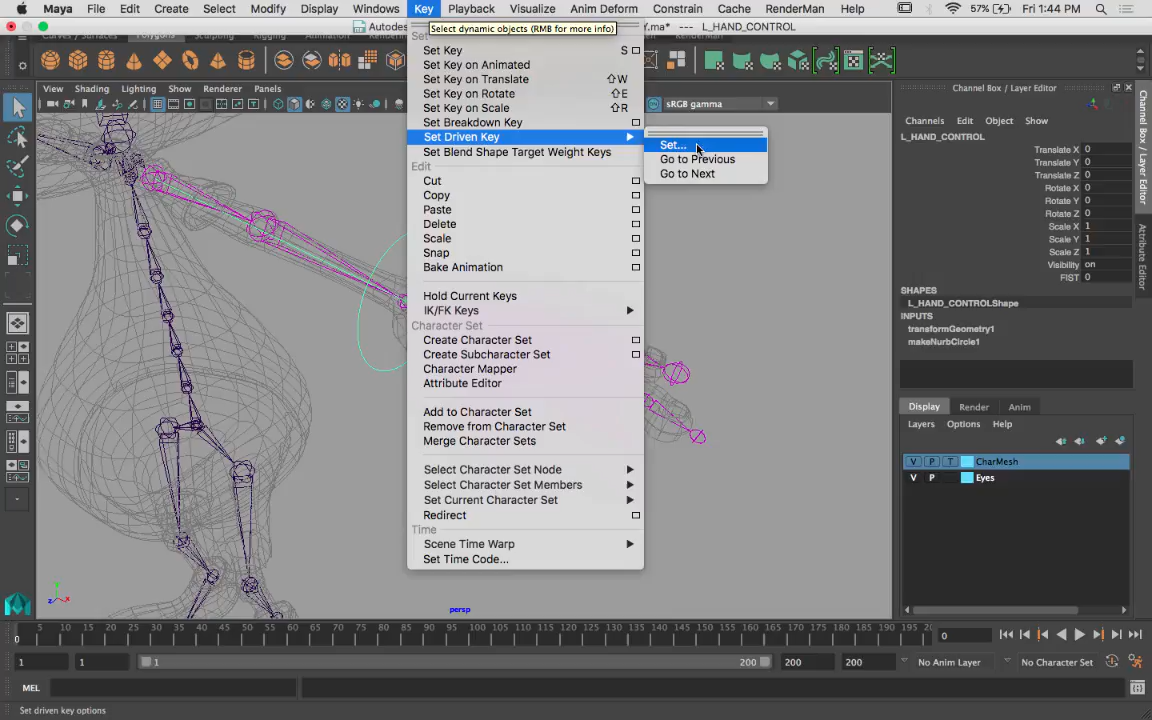 Maya File Edit Create Select Modify Display Windows Key Playback Visualize Anim Deform Constrain Cache RenderMan Help 57% Fri 1:44 PM
Autodes
Y.ma* --- L_HAND_CONTROL
Select dynamic objects (RMB for more info)
Polygons
View Shading Lighting Show Renderer Panels
sRGB gamma
Set Key S
Set Key on Animated
Set Key on Translate ⇧W
Set Key on Rotate ⇧E
Set Key on Scale ⇧R
Set Breakdown Key
Set Driven Key
Set Blend Shape Target Weight Keys
Edit
Cut
Copy
Paste
Delete
Scale
Snap
Bake Animation
Hold Current Keys
IK/FK Keys
Character Set
Create Character Set
Create Subcharacter Set
Character Mapper
Attribute Editor
Add to Character Set
Remove from Character Set
Merge Character Sets
Select Character Set Node
Select Character Set Members
Set Current Character Set
Redirect
Time
Scene Time Warp
Set Time Code...
Set...
Go to Previous
Go to Next
Channel Box / Layer Editor
Channels Edit Object Show
L_HAND_CONTROL
Translate X 0
Translate Y 0
Translate Z 0
Rotate X 0
Rotate Y 0
Rotate Z 0
Scale X 1
Scale Y 1
Scale Z 1
Visibility on
FIST 0
SHAPES
L_HAND_CONTROLShape
INPUTS
transformGeometry1
makeNurbCircle1
Display Render Anim
Layers Options Help
V P T CharMesh
V P Eyes
Channel Box / Layer Editor
Attribute Editor
persp
y
z x
5 10 15 20 25 30 35 40 45 50 55 60 65 70 75 80 85 90 95 100 105 110 115 120 125 130 135 140 145 150 155 160 165 170 175 180 185 190 195
0
0
1 1 1 200 200 200 No Anim Layer No Character Set
MEL
Set driven key options